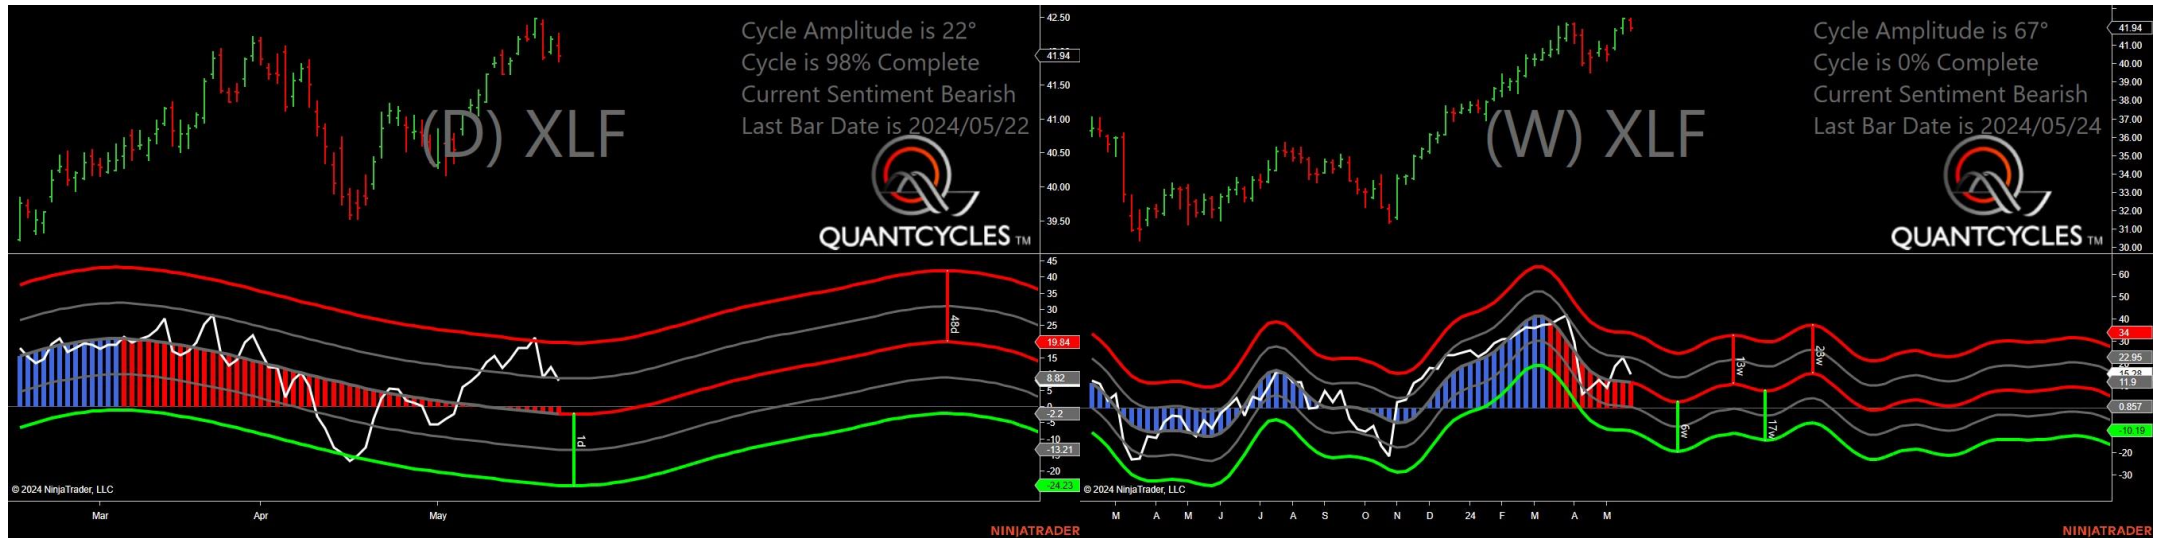 Cycle Amplitude is 22°
Cycle is 98% Complete
Current Sentiment Bearish
Last Bar Date is 2024/05/22
(D) XLF
QUANTCYCLES TM
42.50
41.94
41.50
41.00
40.50
40.00
39.50
45
40
35
30
25
19.84
15
8.82
5
-2.2
-5
-10
-13.21
-20
-24.23
48d
1d
© 2024 NinjaTrader, LLC
Mar
Apr
May
NINJATRADER
Cycle Amplitude is 67°
Cycle is 0% Complete
Current Sentiment Bearish
Last Bar Date is 2024/05/24
(W) XLF
QUANTCYCLES TM
41.94
41.00
40.00
38.00
37.00
36.00
35.00
34.00
33.00
32.00
31.00
30.00
60
50
40
34
30
22.95
15.28
11.9
0.857
-10.19
-20
-30
13w
23w
6w
17w
© 2024 NinjaTrader, LLC
M A M J J A S O N D 24 F M A M
NINJATRADER